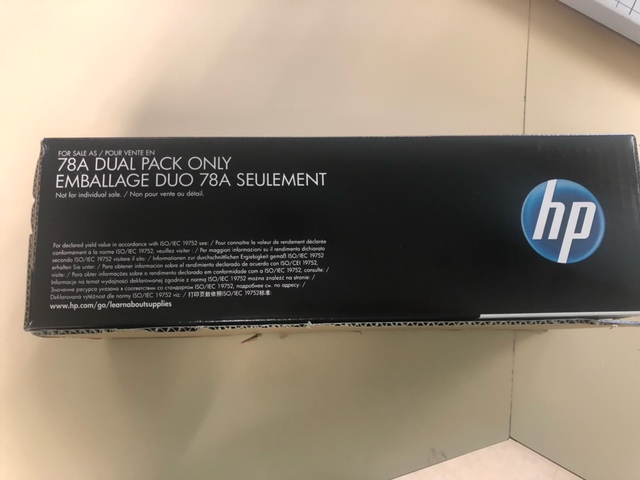 FOR SALE AS / POUR VENTE EN
78A DUAL PACK ONLY
EMBALLAGE DUO 78A SEULEMENT
Not for individual sale. / Non pour vente au détail.
hp
For declared yield value in accordance with ISO/IEC 19752 see: / Pour connaître la valeur de rendement déclarée
conformément à la norme ISO/IEC 19752, veuillez visiter : / Per maggiori informazioni su il rendimento dichiarato
secondo ISO/IEC 19752 visitare il sito: / Informationen zur durchschnittlichen Ergiebigkeit gemäß ISO/IEC 19752
erhalten Sie unter: / Para obtener información sobre el rendimiento declarado de acuerdo con ISO/CEI 19752,
visite: / Para obter informações sobre o rendimento declarado em conformidade com a ISO/IEC 19752, consulte: /
Informacje na temat wydajności deklarowanej zgodnie z normą ISO/IEC 19752 można znaleźć na stronie: /
Значение ресурса указано в соответствии со стандартом ISO/IEC 19752, подробнее см. по адресу: /
Deklarovaná výtěžnost dle normy ISO/IEC 19752 viz: / 打印页数依照ISO/IEC 19752标准:
www.hp.com/go/learnaboutsupplies